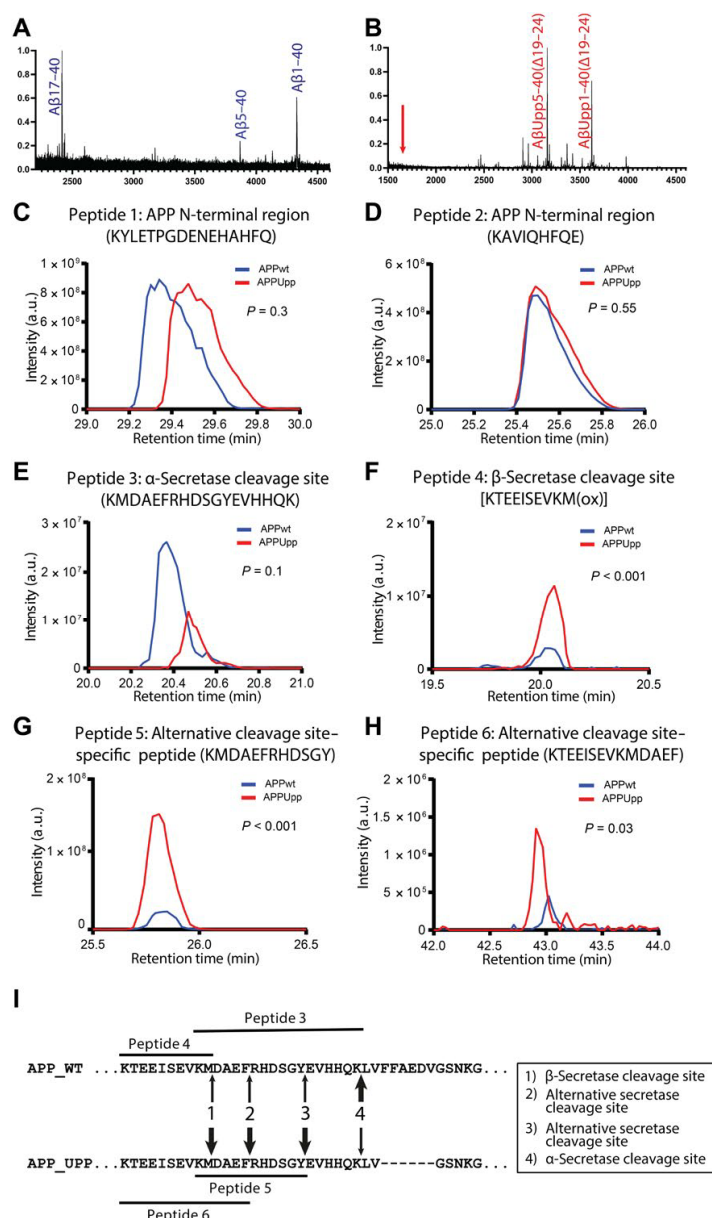 A
Aβ17–40
Aβ5–40
Aβ1–40
1.0
0.8
0.6
0.4
0.2
0.0
2500 3000 3500 4000 4500
B
AβUpp5–40(Δ19–24)
AβUpp1–40(Δ19–24)
1.0
0.8
0.6
0.4
0.2
0.0
1500 2000 2500 3000 3500 4000 4500
C
Peptide 1: APP N-terminal region
(KYLETPGDENEHAHFQ)
Intensity (a.u.)
1 × 10⁹
8 × 10⁸
6 × 10⁸
4 × 10⁸
2 × 10⁸
0
APPwt
APPUpp
P = 0.3
29.0 29.2 29.4 29.6 29.8 30.0
Retention time (min)
D
Peptide 2: APP N-terminal region
(KAVIQHFQE)
Intensity (a.u.)
6 × 10⁸
4 × 10⁸
2 × 10⁸
0
APPwt
APPUpp
P = 0.55
25.0 25.2 25.4 25.6 25.8 26.0
Retention time (min)
E
Peptide 3: α-Secretase cleavage site
(KMDAEFRHDSGYEVHHQK)
Intensity (a.u.)
3 × 10⁷
2 × 10⁷
1 × 10⁷
0
APPwt
APPUpp
P = 0.1
20.0 20.2 20.4 20.6 20.8 21.0
Retention time (min)
F
Peptide 4: β-Secretase cleavage site
[KTEEISEVKM(ox)]
Intensity (a.u.)
2 × 10⁷
1 × 10⁷
0
APPwt
APPUpp
P < 0.001
19.5 20.0 20.5
Retention time (min)
G
Peptide 5: Alternative cleavage site–
specific peptide (KMDAEFRHDSGY)
Intensity (a.u.)
2 × 10⁸
1 × 10⁸
0
APPwt
APPUpp
P < 0.001
25.5 26.0 26.5
Retention time (min)
H
Peptide 6: Alternative cleavage site–
specific peptide (KTEEISEVKMDAEF)
Intensity (a.u.)
2 × 10⁶
1.5 × 10⁶
1 × 10⁶
5 × 10⁵
0
APPwt
APPUpp
P = 0.03
42.0 42.5 43.0 43.5 44.0
Retention time (min)
I
Peptide 3
Peptide 4
APP_WT ...KTEEISEVKMDAEFRHDSGYEVHHQKLVFFAEDVGSNKG...
1 2 3 4
APP_UPP...KTEEISEVKMDAEFRHDSGYEVHHQKLV------GSNKG...
Peptide 5
Peptide 6
1) β-Secretase cleavage site
2) Alternative secretase
cleavage site
3) Alternative secretase
cleavage site
4) α-Secretase cleavage site